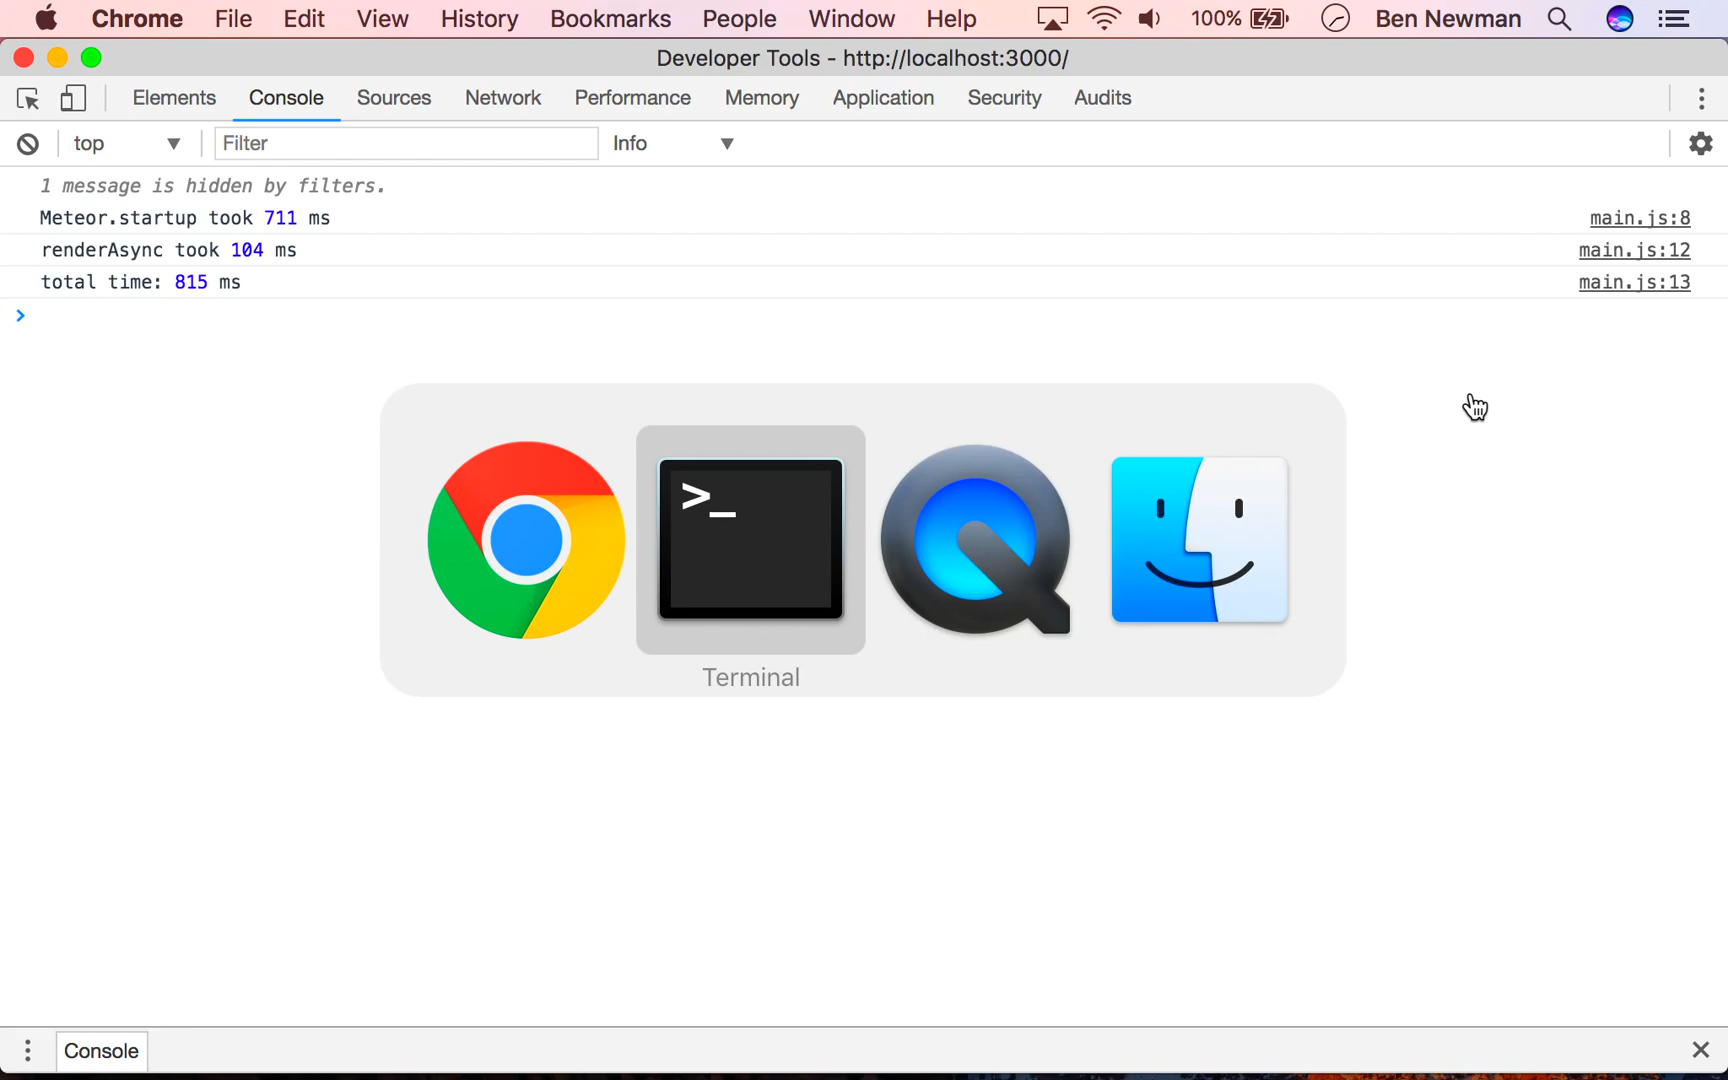 Chrome File Edit View History Bookmarks People Window Help 100% Ben Newman
Developer Tools - http://localhost:3000/
Elements Console Sources Network Performance Memory Application Security Audits
top Filter Info
1 message is hidden by filters.
Meteor.startup took 711 ms main.js:8
renderAsync took 104 ms main.js:12
total time: 815 ms main.js:13
>
>_
Terminal
Console